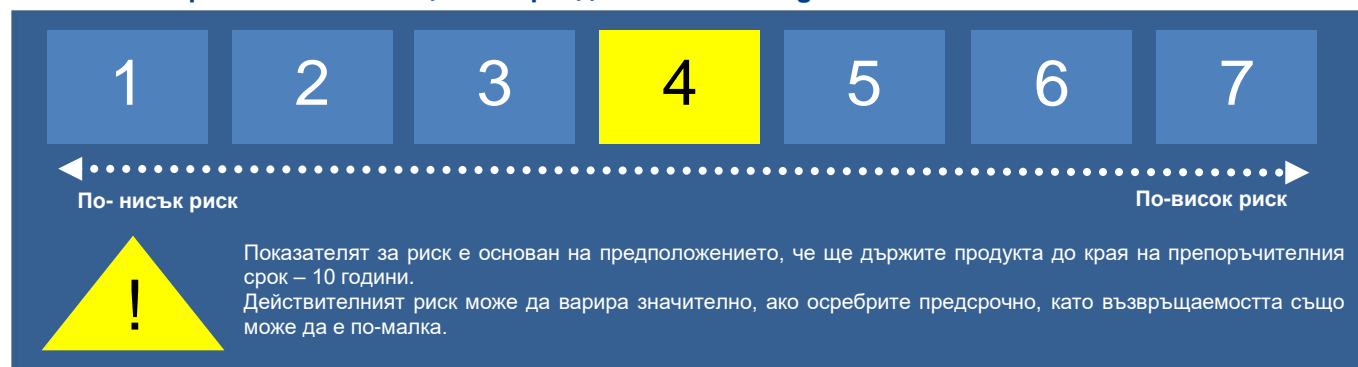 1 2 3 4 5 6 7
По- нисък риск По-висок риск
!
Показателят за риск е основан на предположението, че ще държите продукта до края на препоръчителния
срок – 10 години.
Действителният риск може да варира значително, ако осребрите предсрочно, като възвръщаемостта също
може да е по-малка.